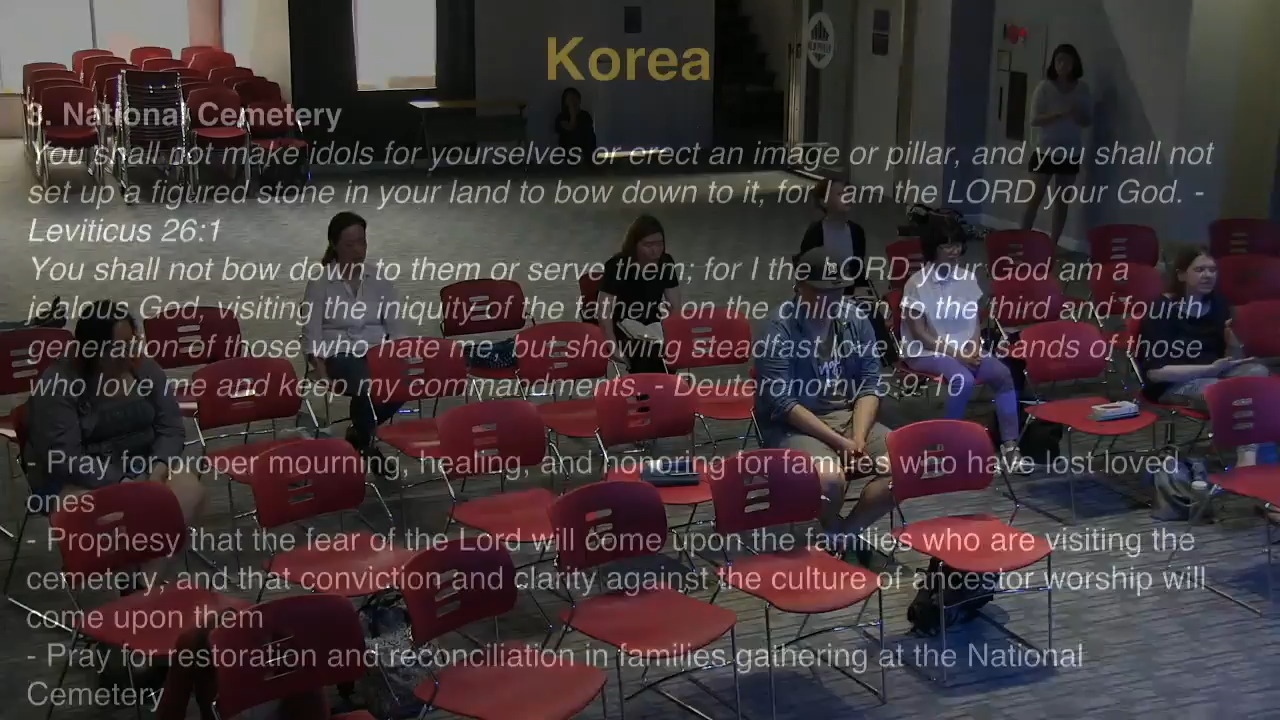 Korea
3. National Cemetery
You shall not make idols for yourselves or erect an image or pillar, and you shall not
set up a figured stone in your land to bow down to it, for I am the LORD your God. -
Leviticus 26:1
You shall not bow down to them or serve them; for I the LORD your God am a
jealous God, visiting the iniquity of the fathers on the children to the third and fourth
generation of those who hate me, but showing steadfast love to thousands of those
who love me and keep my commandments. - Deuteronomy 5:9-10
- Pray for proper mourning, healing, and honoring for families who have lost loved
ones
- Prophesy that the fear of the Lord will come upon the families who are visiting the
cemetery, and that conviction and clarity against the culture of ancestor worship will
come upon them
- Pray for restoration and reconciliation in families gathering at the National
Cemetery